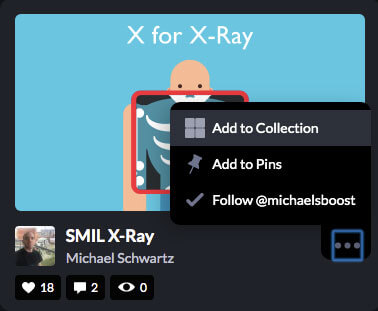 X for X-Ray
Add to Collection
Add to Pins
Follow @michaelsboost
SMIL X-Ray
Michael Schwartz
18 2 0